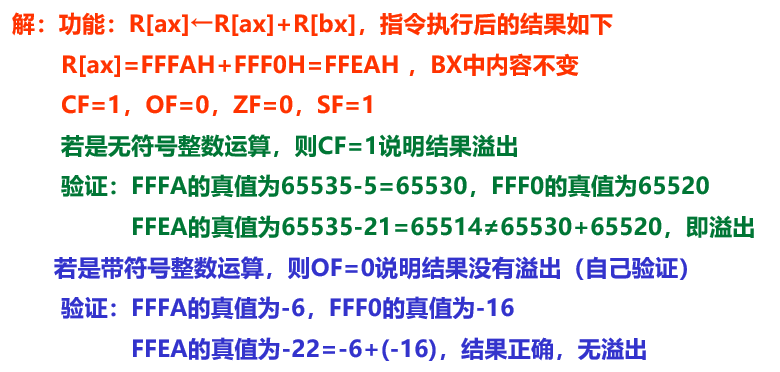 解：功能：R[ax]←R[ax]+R[bx]，指令执行后的结果如下
R[ax]=FFFAH+FFF0H=FFEAH ，BX中内容不变
CF=1，OF=0，ZF=0，SF=1
若是无符号整数运算，则CF=1说明结果溢出
验证：FFFA的真值为65535-5=65530，FFF0的真值为65520
FFEA的真值为65535-21=65514≠65530+65520，即溢出
若是带符号整数运算，则OF=0说明结果没有溢出（自己验证）
验证：FFFA的真值为-6，FFF0的真值为-16
FFEA的真值为-22=-6+(-16)，结果正确，无溢出